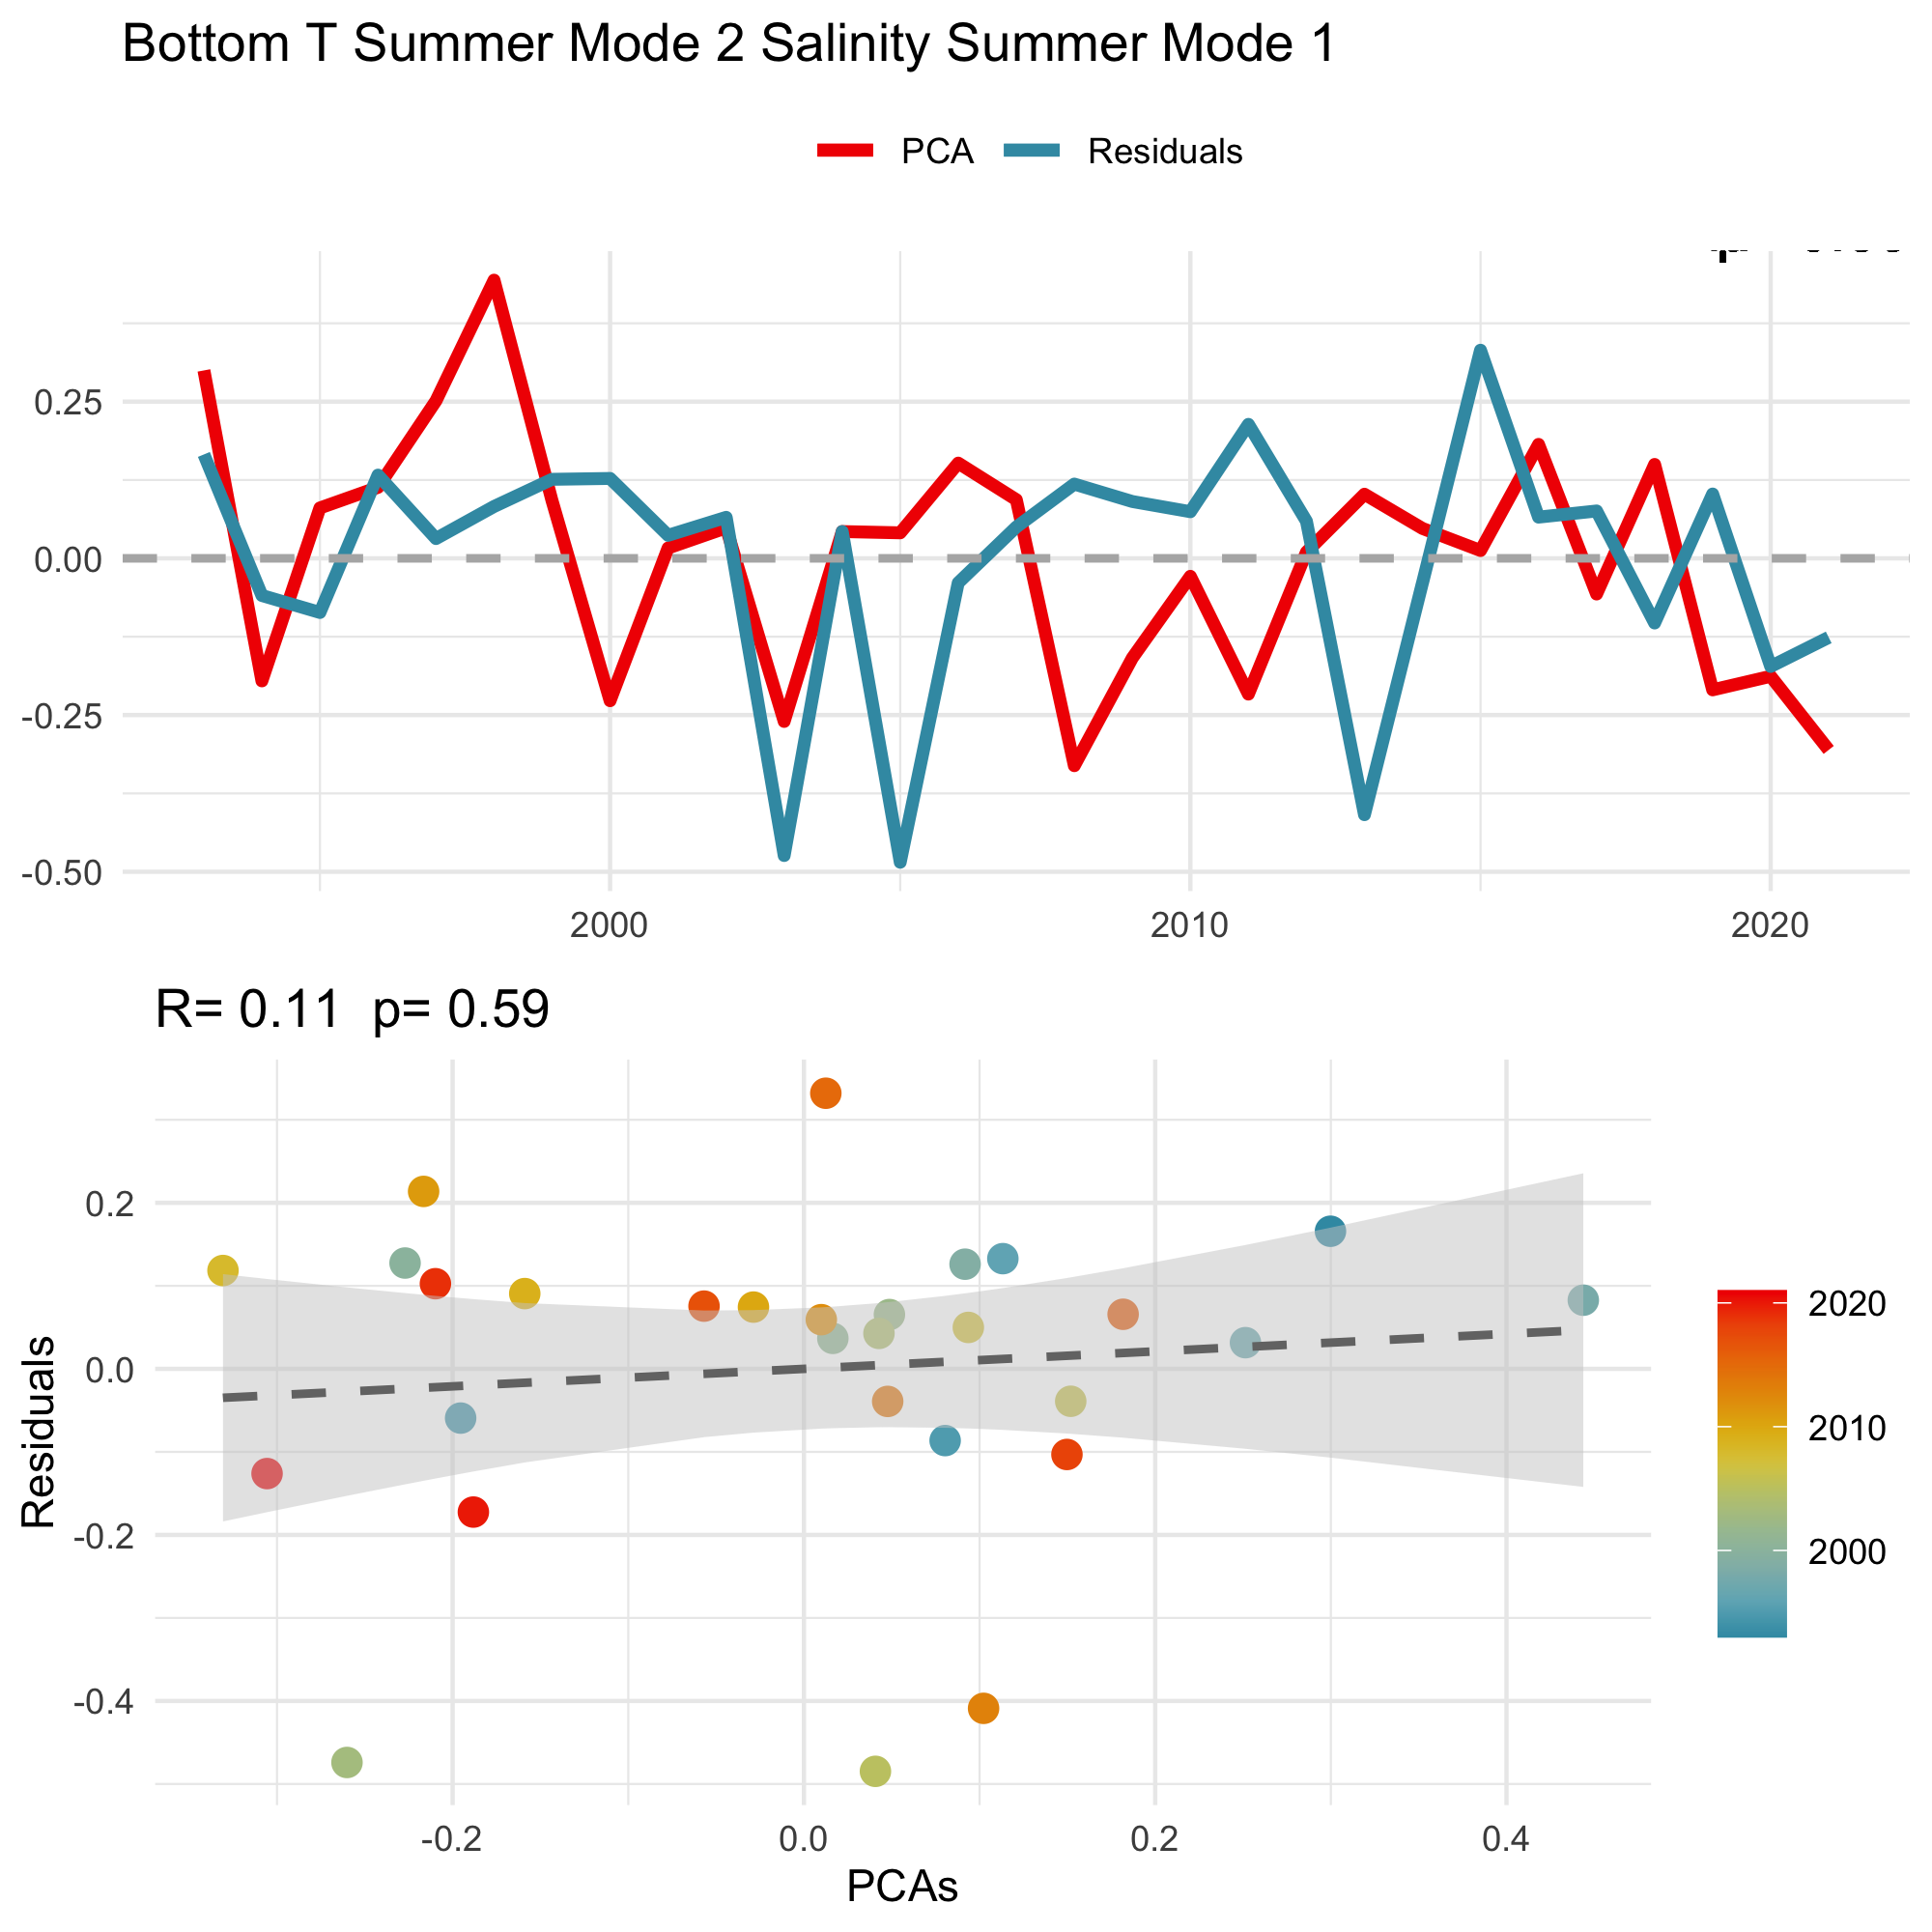 Bottom T Summer Mode 2 Salinity Summer Mode 1
PCA Residuals
0.25
0.00
-0.25
-0.50
2000 2010 2020
R= 0.11 p= 0.59
Residuals
0.2
0.0
-0.2
-0.4
-0.2 0.0 0.2 0.4
PCAs
2020
2010
2000